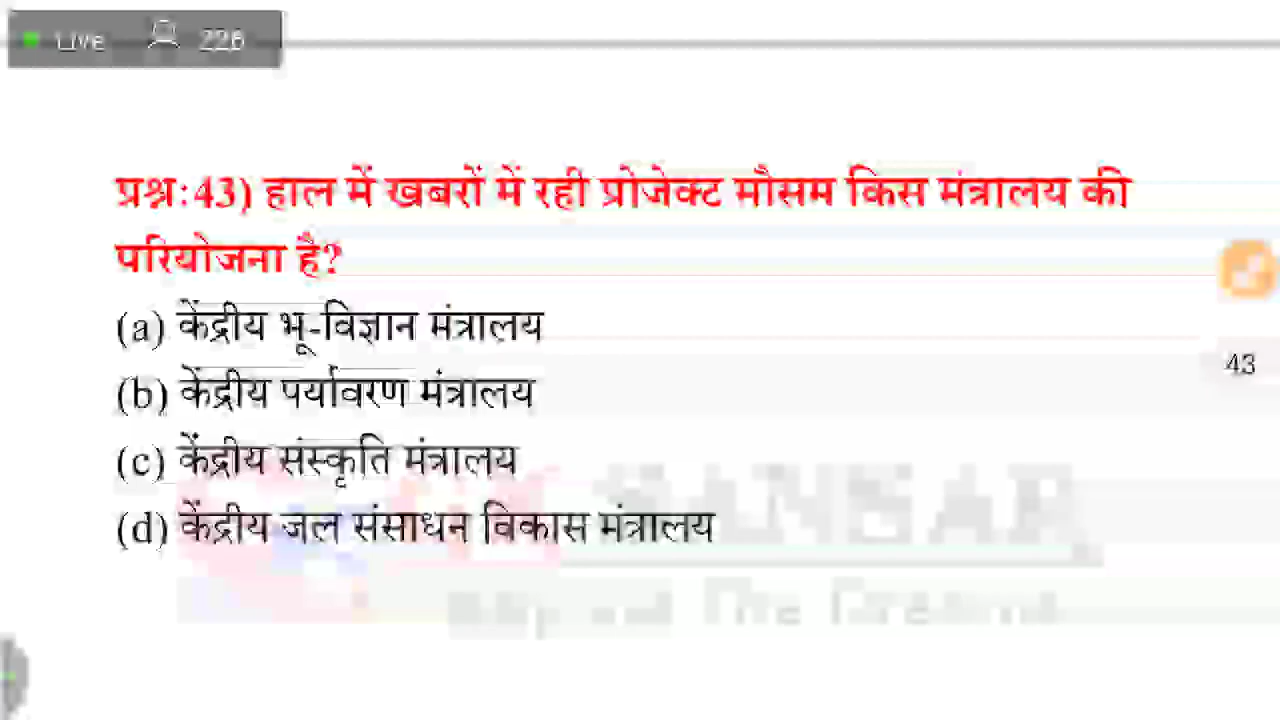 Live 226
प्रश्न:43) हाल में खबरों में रही प्रोजेक्ट मौसम किस मंत्रालय की
परियोजना है?
(a) केंद्रीय भू-विज्ञान मंत्रालय
43
(b) केंद्रीय पर्यावरण मंत्रालय
(c) केंद्रीय संस्कृति मंत्रालय
(d) केंद्रीय जल संसाधन विकास मंत्रालय